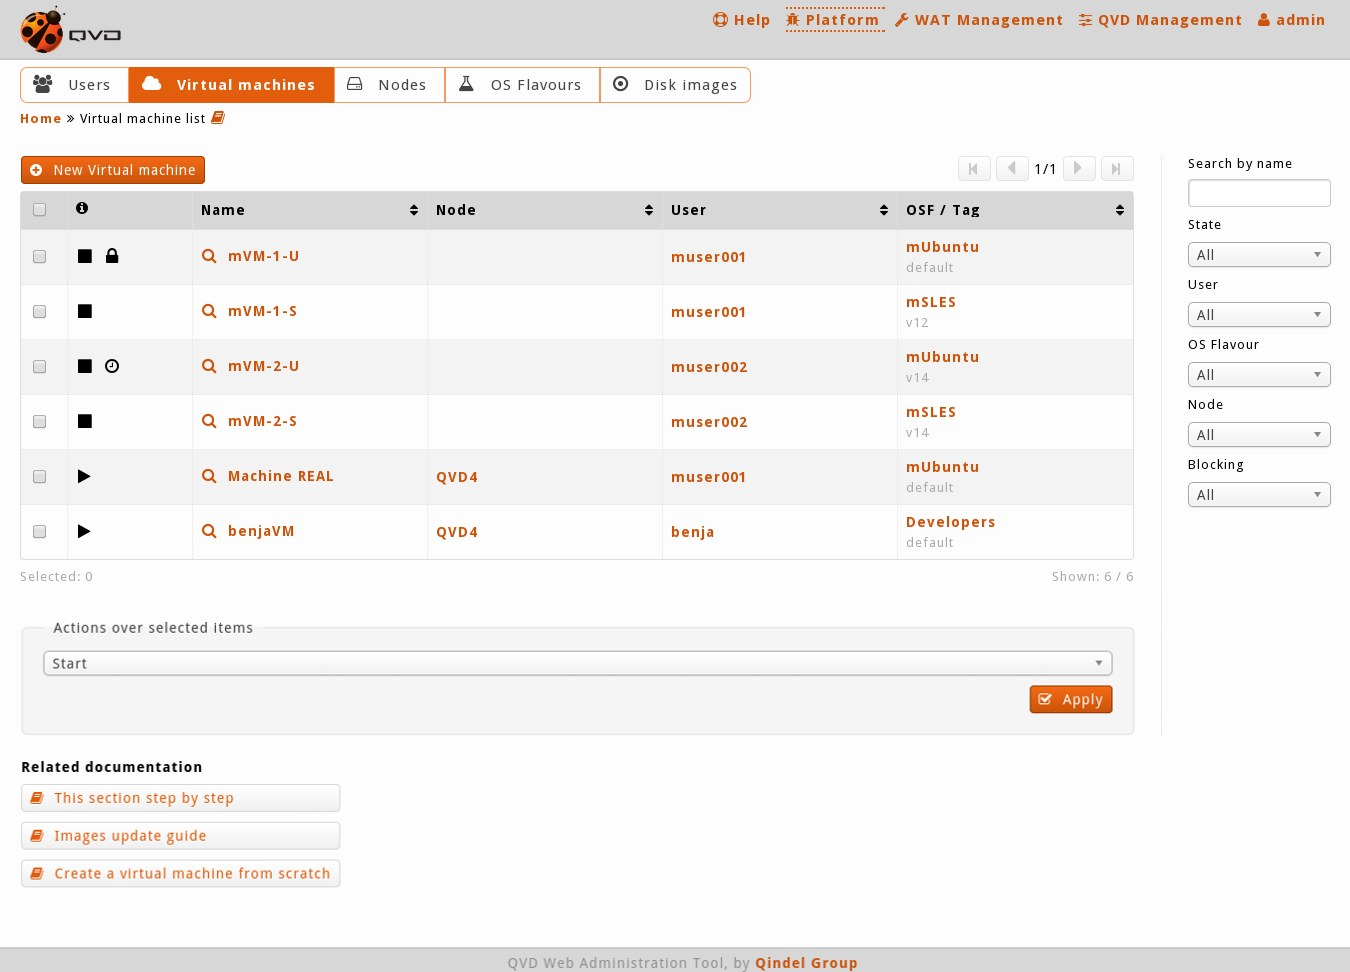 QVD
Help Platform WAT Management QVD Management admin
Users Virtual machines Nodes OS Flavours Disk images
Home » Virtual machine list
New Virtual machine 1/1
Name Node User OSF / Tag
mVM-1-U muser001 mUbuntu
default
mVM-1-S muser001 mSLES
v12
mVM-2-U muser002 mUbuntu
v14
mVM-2-S muser002 mSLES
v14
Machine REAL QVD4 muser001 mUbuntu
default
benjaVM QVD4 benja Developers
default
Selected: 0 Shown: 6 / 6
Search by name
State
All
User
All
OS Flavour
All
Node
All
Blocking
All
Actions over selected items
Start
Apply
Related documentation
This section step by step
Images update guide
Create a virtual machine from scratch
QVD Web Administration Tool, by Qindel Group